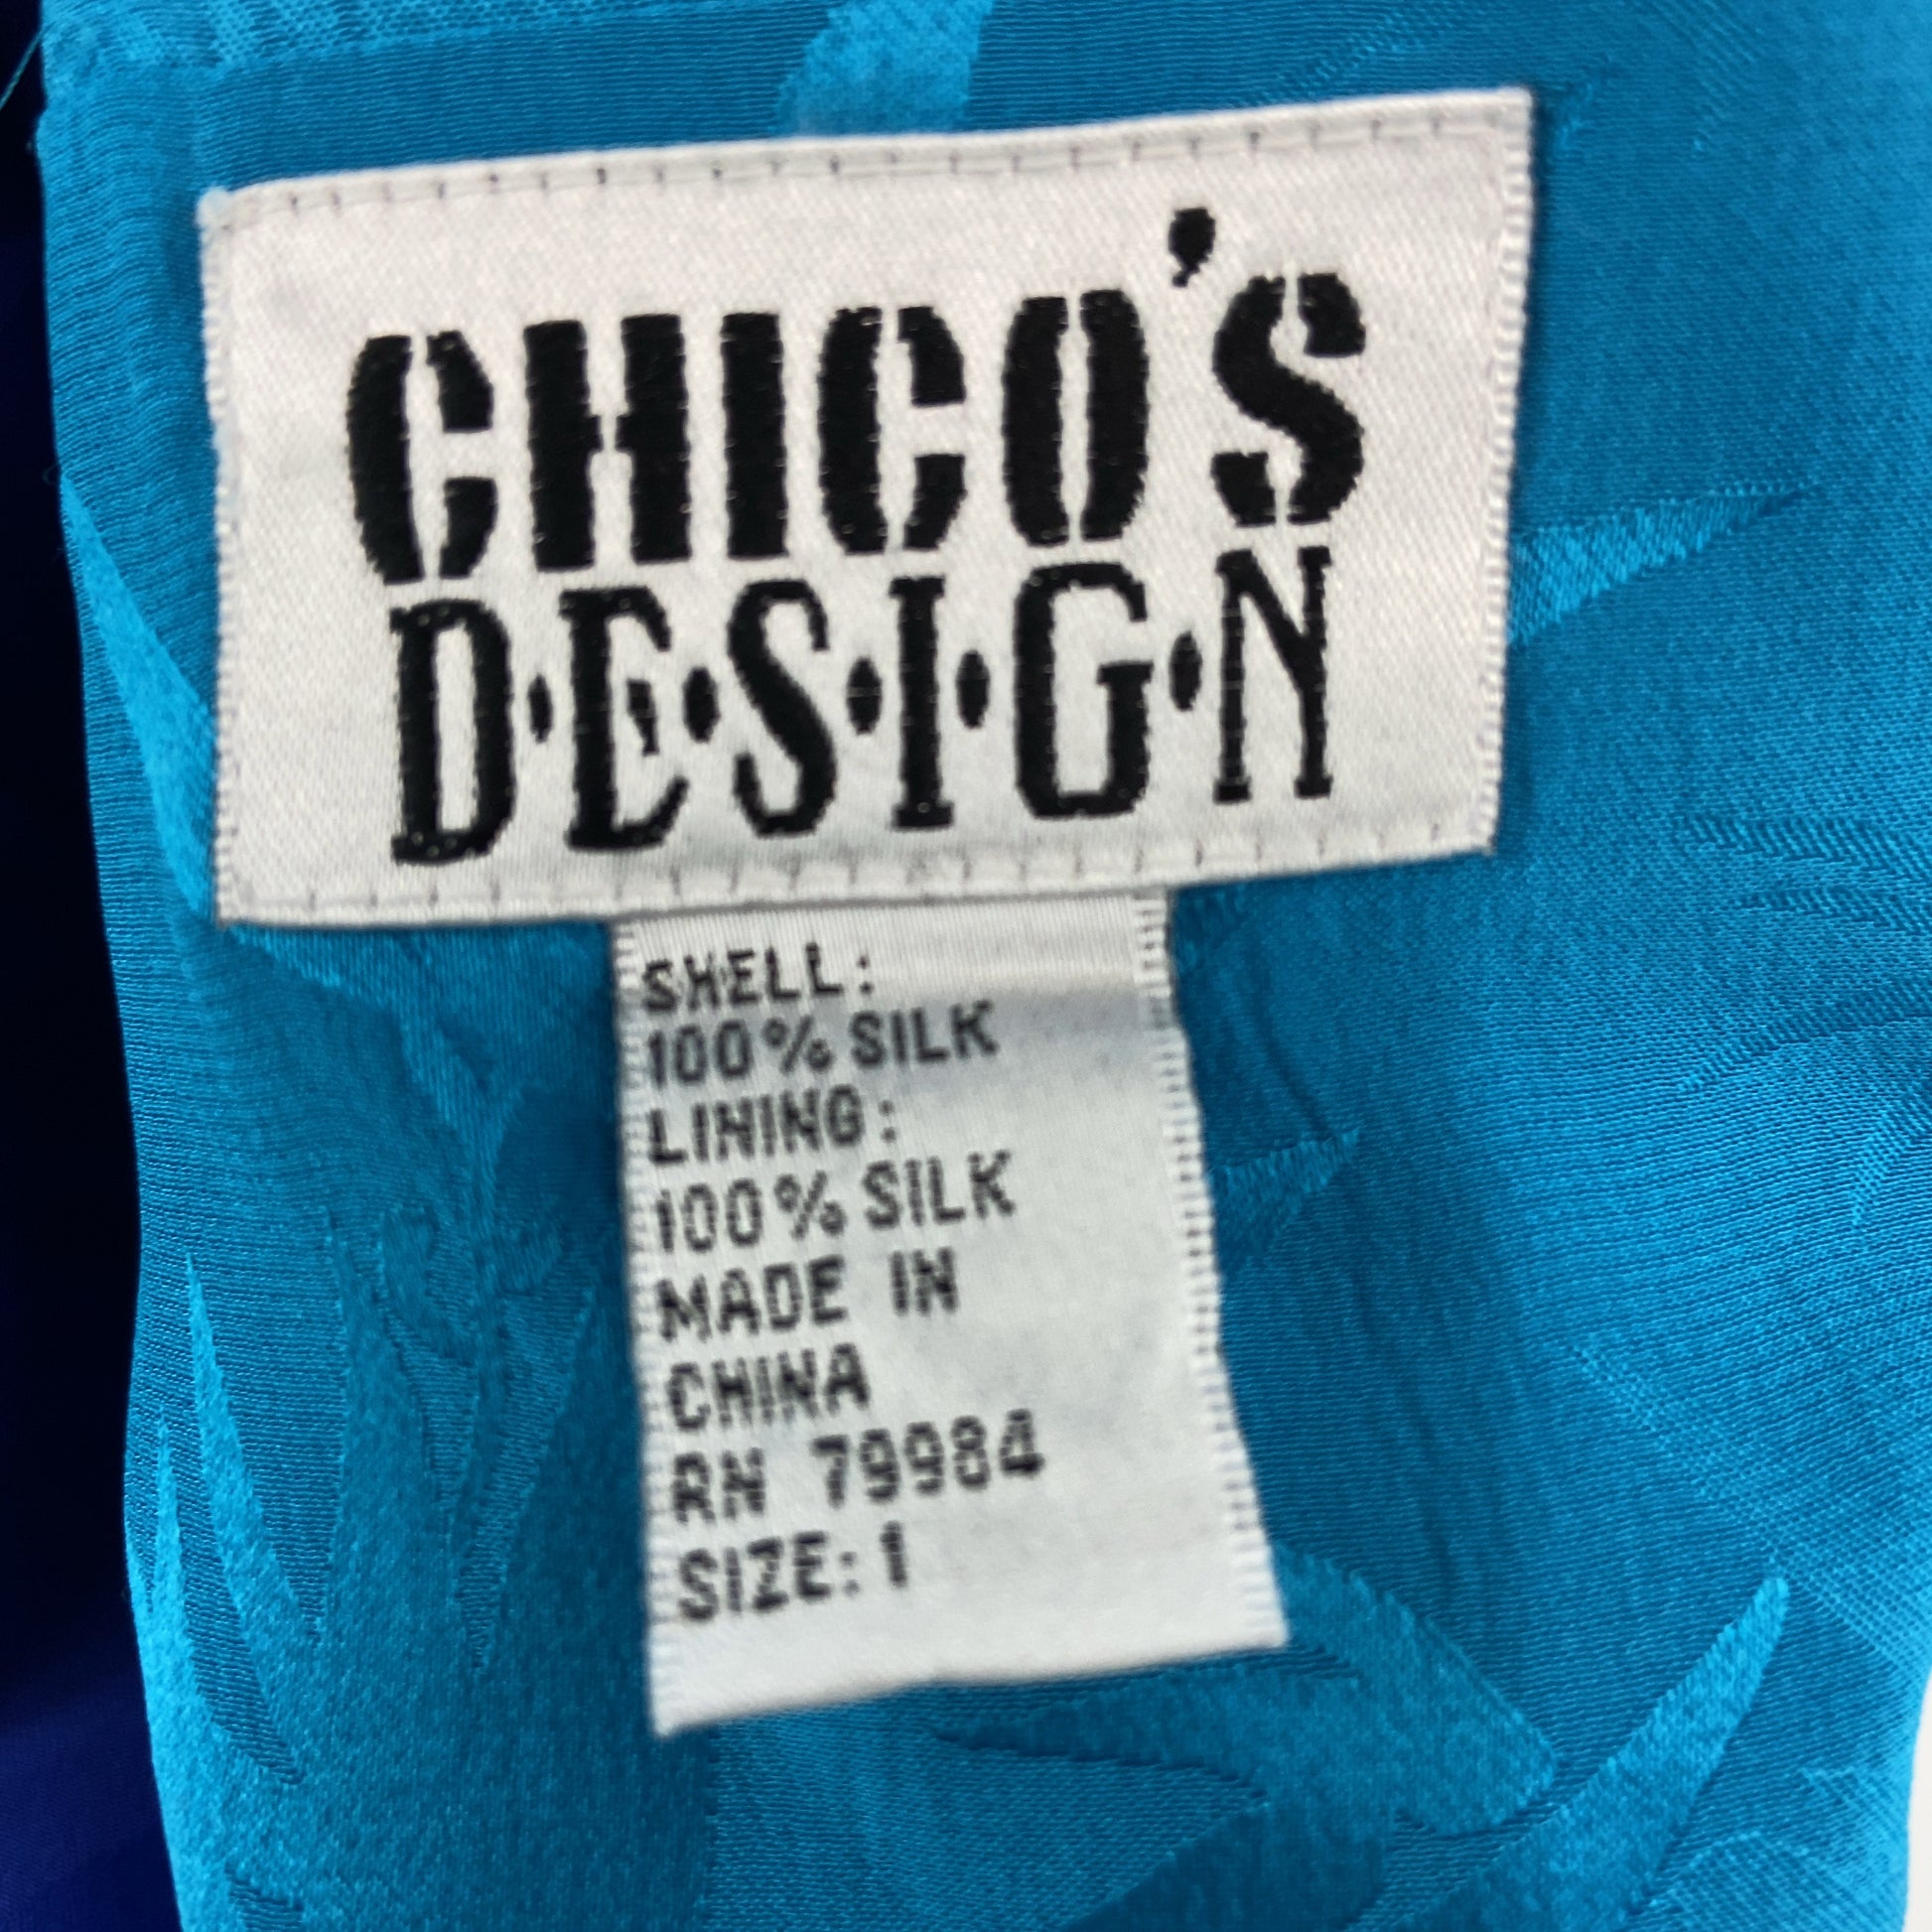 CHICO'S
D·E·S·I·G·N
SHELL:
100% SILK
LINING:
100% SILK
MADE IN
CHINA
RN 79984
SIZE: 1